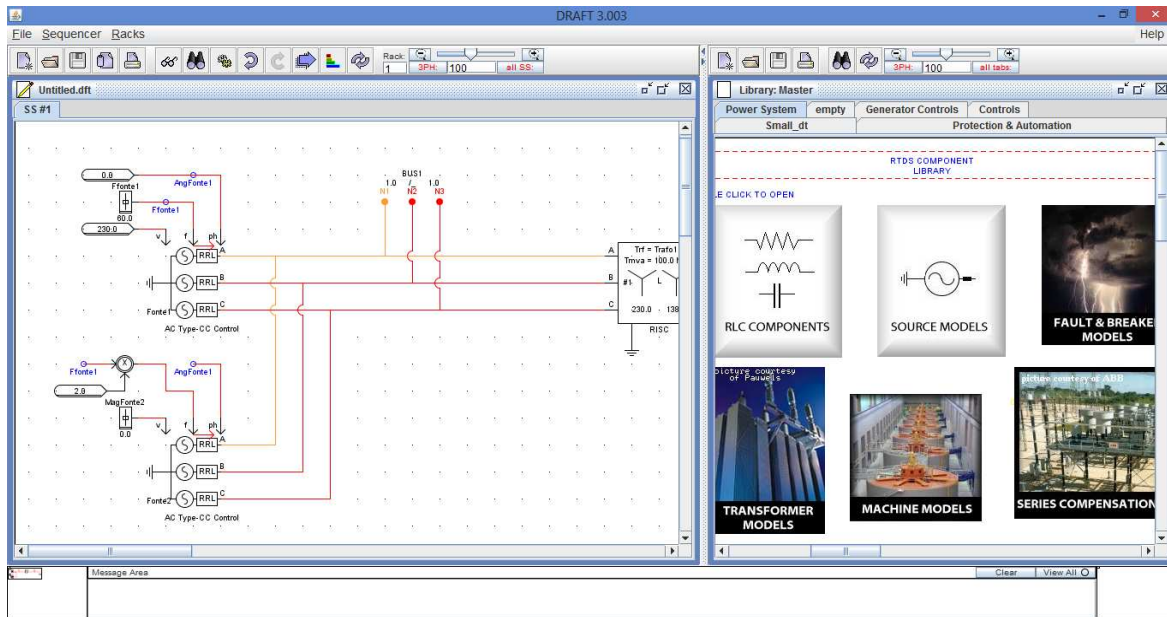 DRAFT 3.003
File Sequencer Racks
Help
Rack:
1
3PH:
100
all SS:
3PH:
100
all tabs:
Untitled.dft
SS #1
0.0
Ffonte1
AngFonte1
60.0
Ffonte1
230.0
v f ph
A
RRL
B
RRL
C
RRL
Fonte1
AC Type-CC Control
BUS1
1.0 /_ 1.0
N1 N2 N3
A
B
C
Trf = Trafo1
Tmva = 100.0
#1
L
230.0
138
RISC
Ffonte1
X
AngFonte1
2.0
MagFonte2
0.0
v f ph
A
RRL
B
RRL
C
RRL
Fonte2
AC Type-CC Control
Library: Master
Power System empty Generator Controls Controls
Small_dt Protection & Automation
RTDS COMPONENT
LIBRARY
LE CLICK TO OPEN
RLC COMPONENTS
SOURCE MODELS
FAULT & BREAKE
MODELS
picture courtesy
of Pauwels
TRANSFORMER
MODELS
MACHINE MODELS
picture courtesy of ABB
SERIES COMPENSATION
Message Area
Clear View All